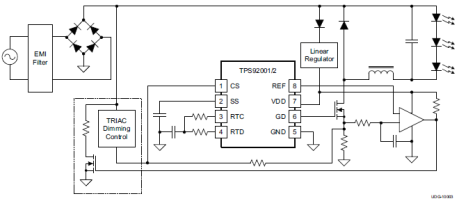 TPS92001/2
EMI
Filter
Linear
Regulator
1 CS
REF 8
2 SS
VDD 7
3 RTC
GD 6
4 RTD
GND 5
TRIAC
Dimming
Control